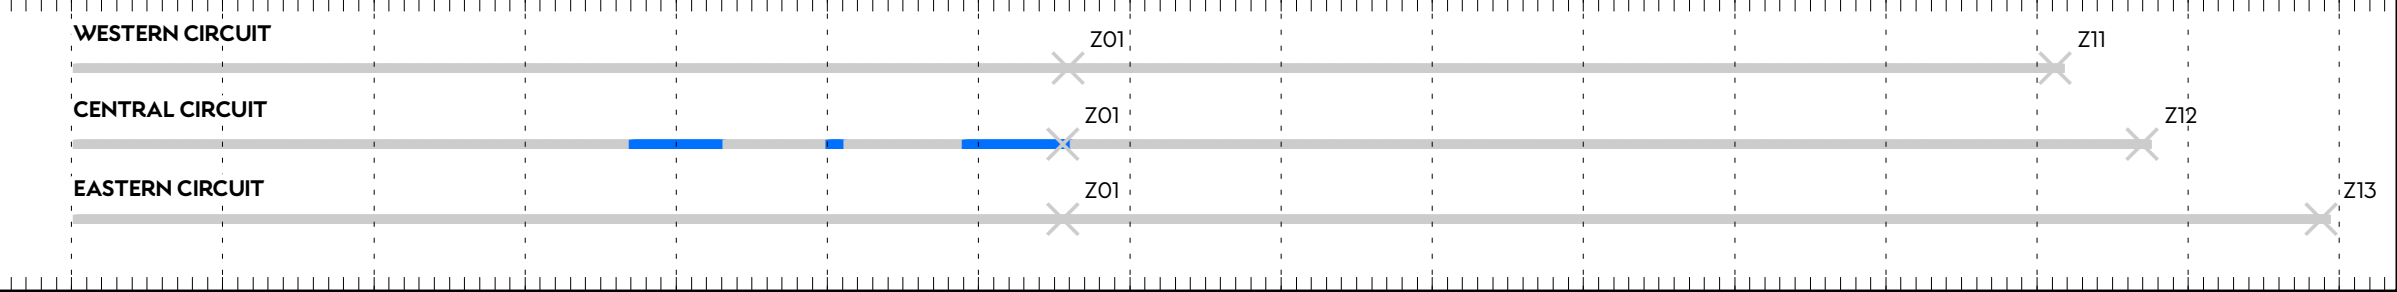 WESTERN CIRCUIT
Z01
Z11
CENTRAL CIRCUIT
Z01
Z12
EASTERN CIRCUIT
Z01
Z13